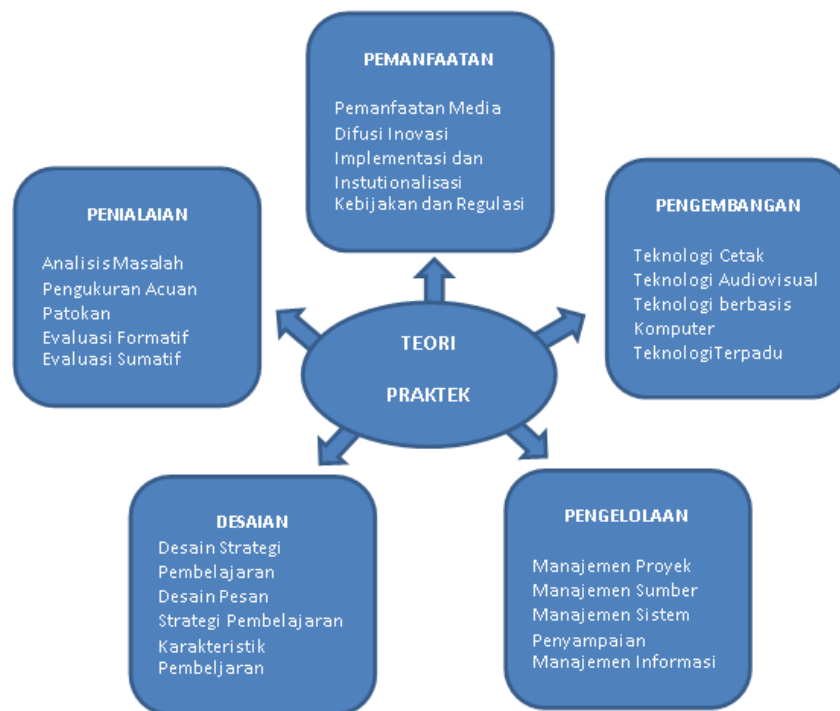 PEMANFAATAN
Pemanfaatan Media
Difusi Inovasi
Implementasi dan
Instutionalisasi
Kebijakan dan Regulasi
PENIALAIAN
Analisis Masalah
Pengukuran Acuan
Patokan
Evaluasi Formatif
Evaluasi Sumatif
PENGEMBANGAN
Teknologi Cetak
Teknologi Audiovisual
Teknologi berbasis
Komputer
TeknologiTerpadu
TEORI
PRAKTEK
DESAIAN
Desain Strategi
Pembelajaran
Desain Pesan
Strategi Pembelajaran
Karakteristik
Pembeljaran
PENGELOLAAN
Manajemen Proyek
Manajemen Sumber
Manajemen Sistem
Penyampaian
Manajemen Informasi